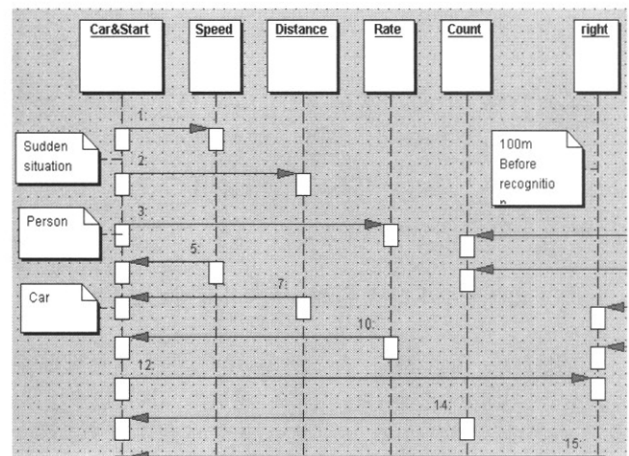 Car&Start Speed Distance Rate Count right
1:
Sudden
situation
2:
100m
Before
recognitio
n
3:
Person
5:
7:
Car
10:
12:
14:
15: